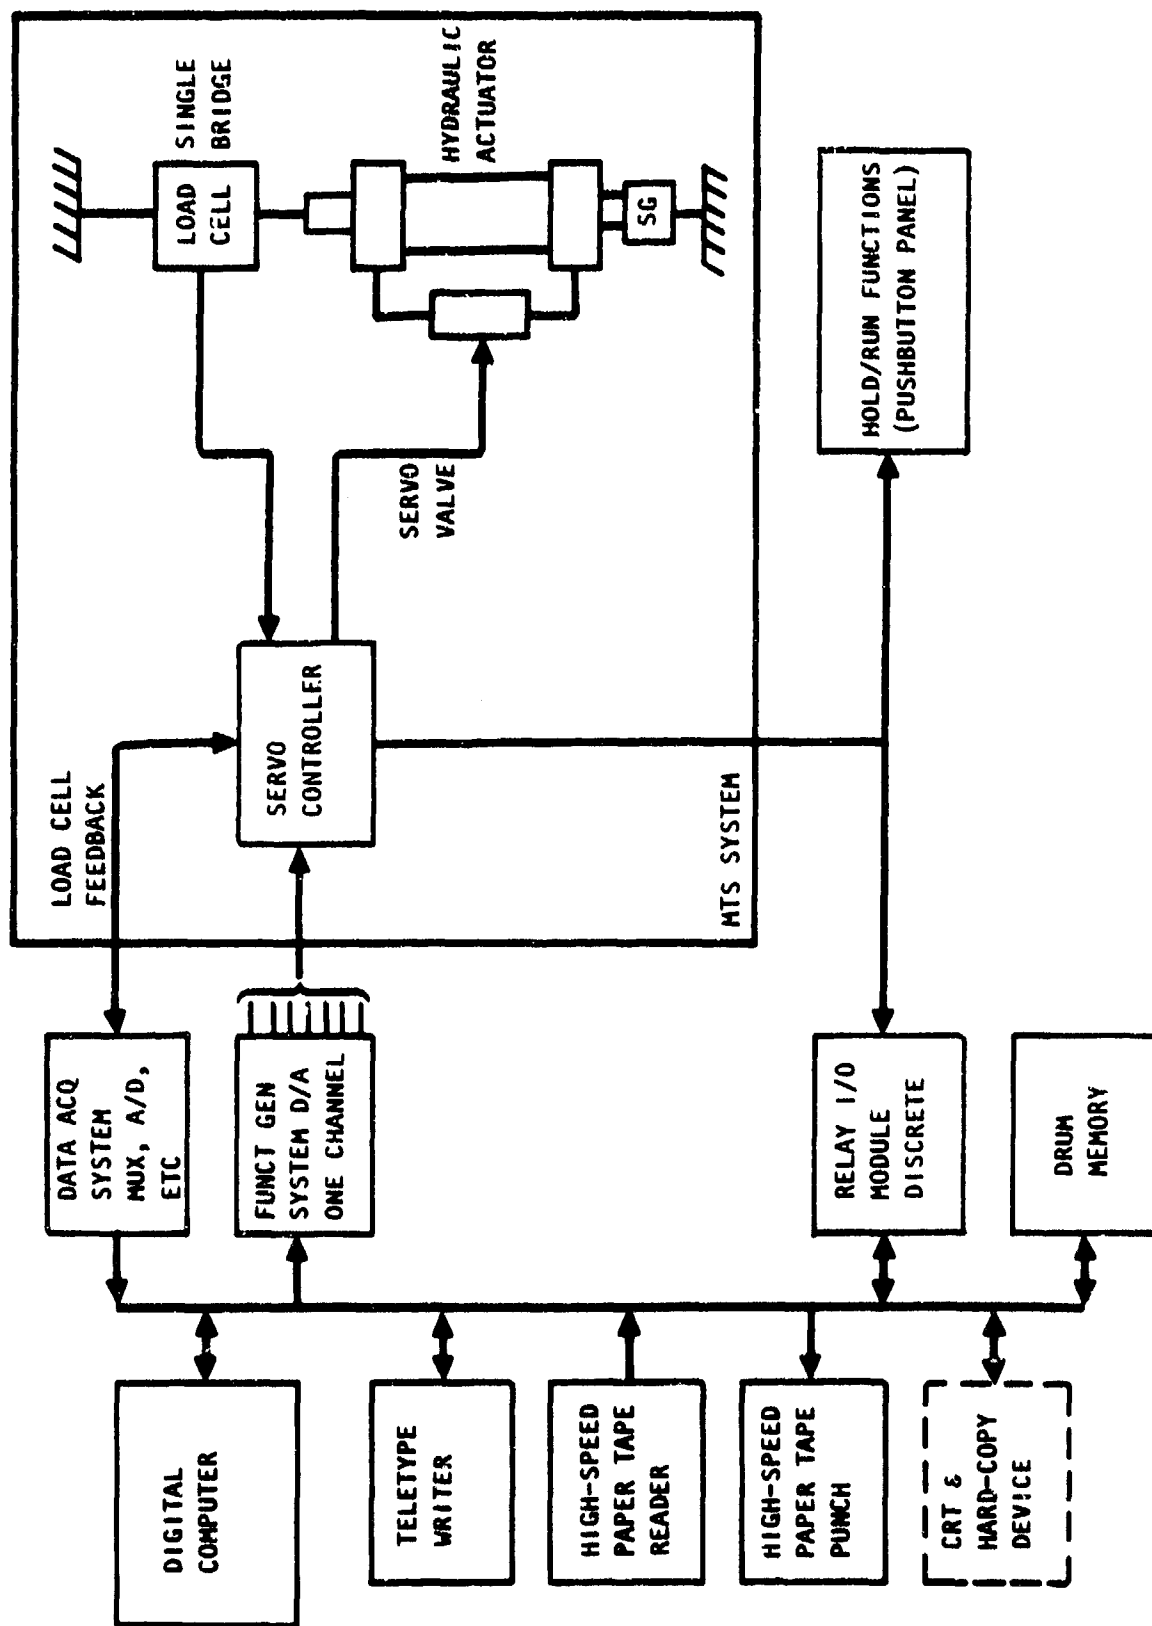 DIGITAL
COMPUTER
TELETYPE
WRITER
HIGH-SPEED
PAPER TAPE
READER
HIGH-SPEED
PAPER TAPE
PUNCH
CRT &
HARD-COPY
DEVICE
DATA ACQ
SYSTEM
MUX, A/D,
ETC
FUNCT GEN
SYSTEM D/A
ONE CHANNEL
RELAY I/O
MODULE
DISCRETE
DRUM
MEMORY
LOAD CELL
FEEDBACK
SERVO
CONTROLLER
MTS SYSTEM
SERVO
VALVE
LOAD
CELL
SINGLE
BRIDGE
HYDRAULIC
ACTUATOR
SG
HOLD/RUN FUNCTIONS
(PUSHBUTTON PANEL)